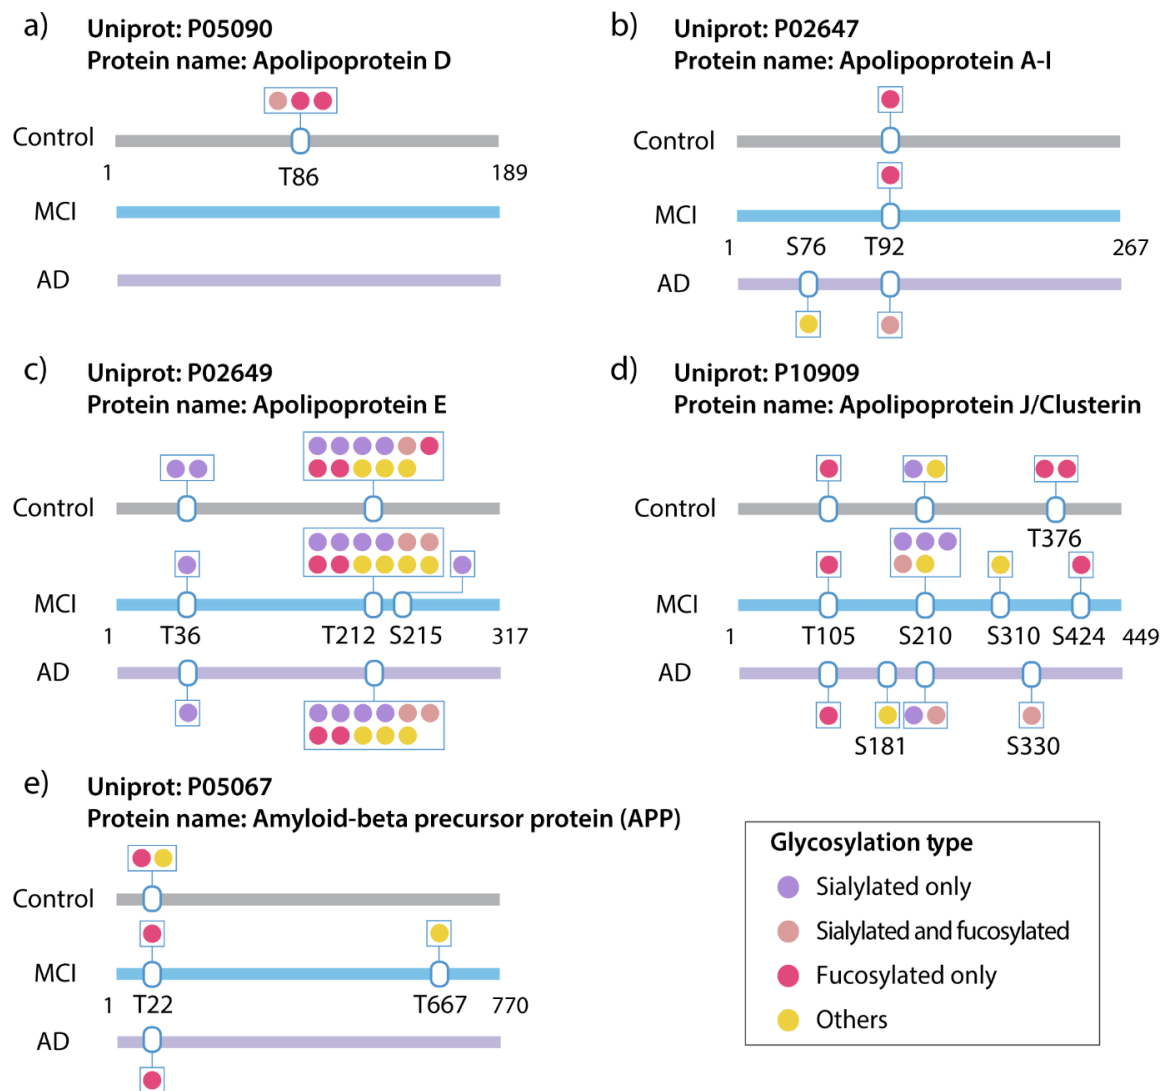 a) Uniprot: P05090
Protein name: Apolipoprotein D
Control
1 T86 189
MCI
AD
b) Uniprot: P02647
Protein name: Apolipoprotein A-I
Control
MCI
1 S76 T92 267
AD
c) Uniprot: P02649
Protein name: Apolipoprotein E
Control
MCI
1 T36 T212 S215 317
AD
d) Uniprot: P10909
Protein name: Apolipoprotein J/Clusterin
Control
T376
MCI
1 T105 S210 S310 S424 449
AD
S181 S330
e) Uniprot: P05067
Protein name: Amyloid-beta precursor protein (APP)
Control
MCI
1 T22 T667 770
AD
Glycosylation type
Sialylated only
Sialylated and fucosylated
Fucosylated only
Others